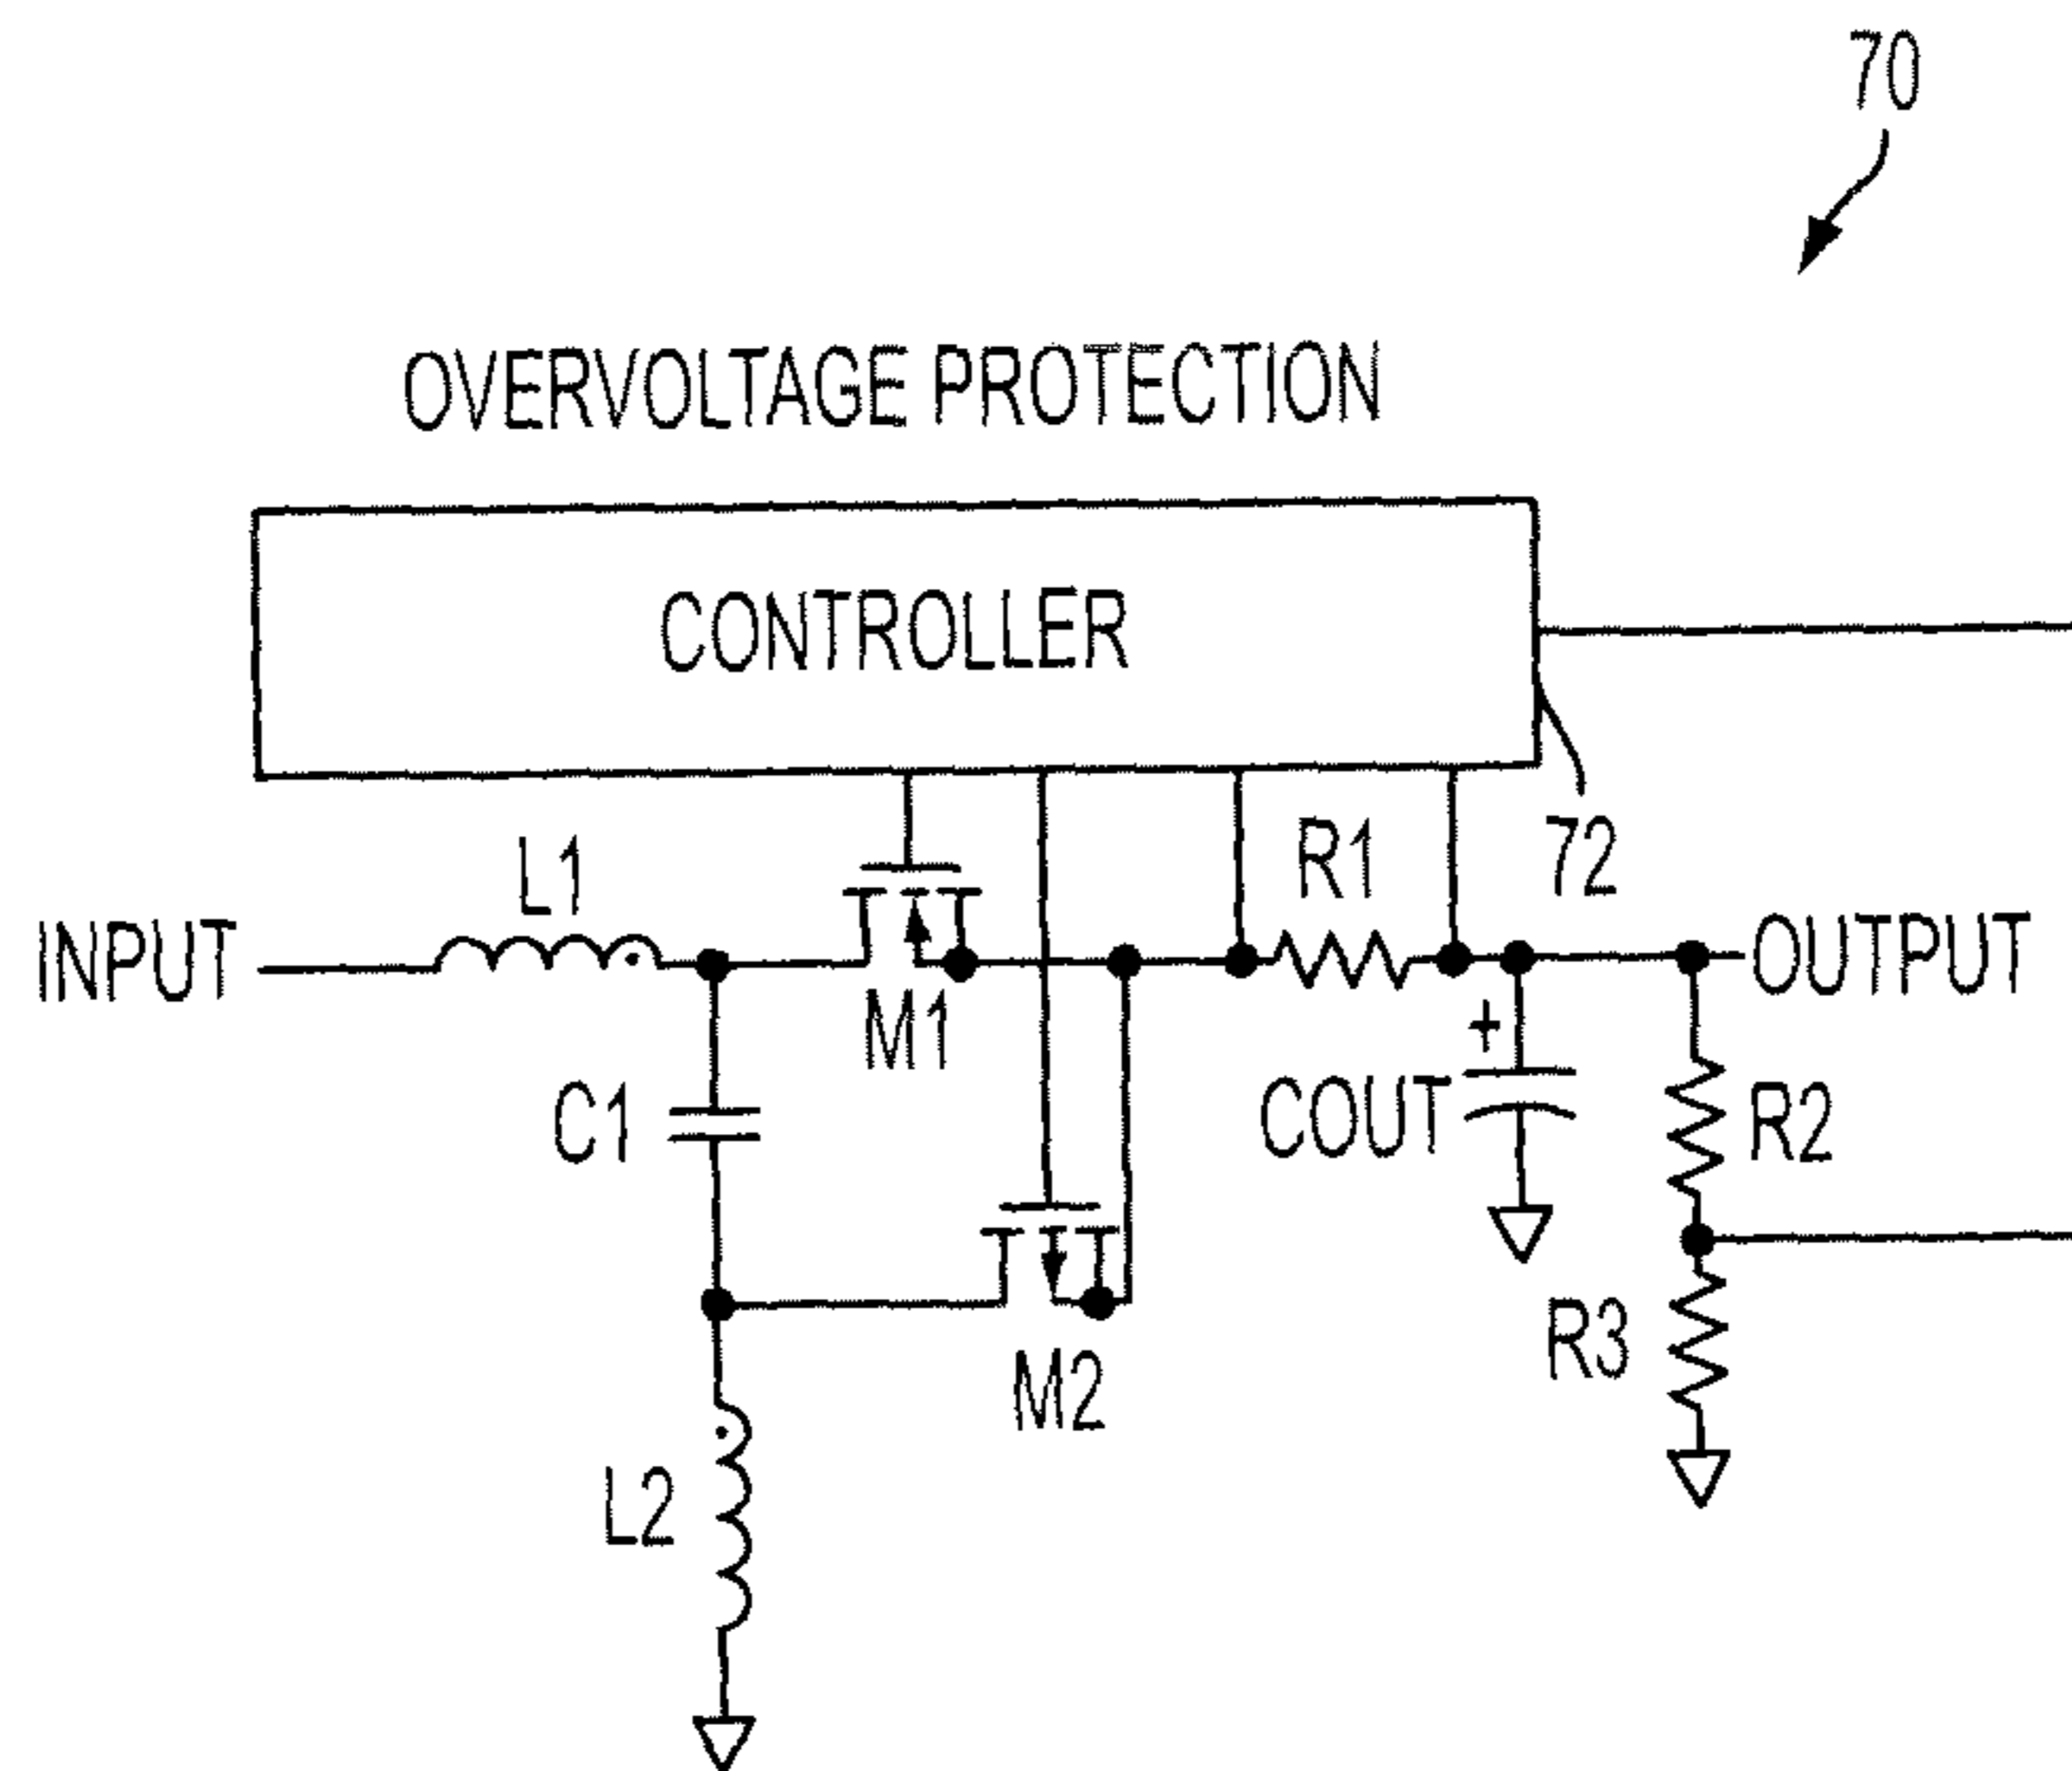 70
OVERVOLTAGE PROTECTION
CONTROLLER
72
L1
R1
INPUT
OUTPUT
M1
+
C1
COUT
R2
R3
M2
L2